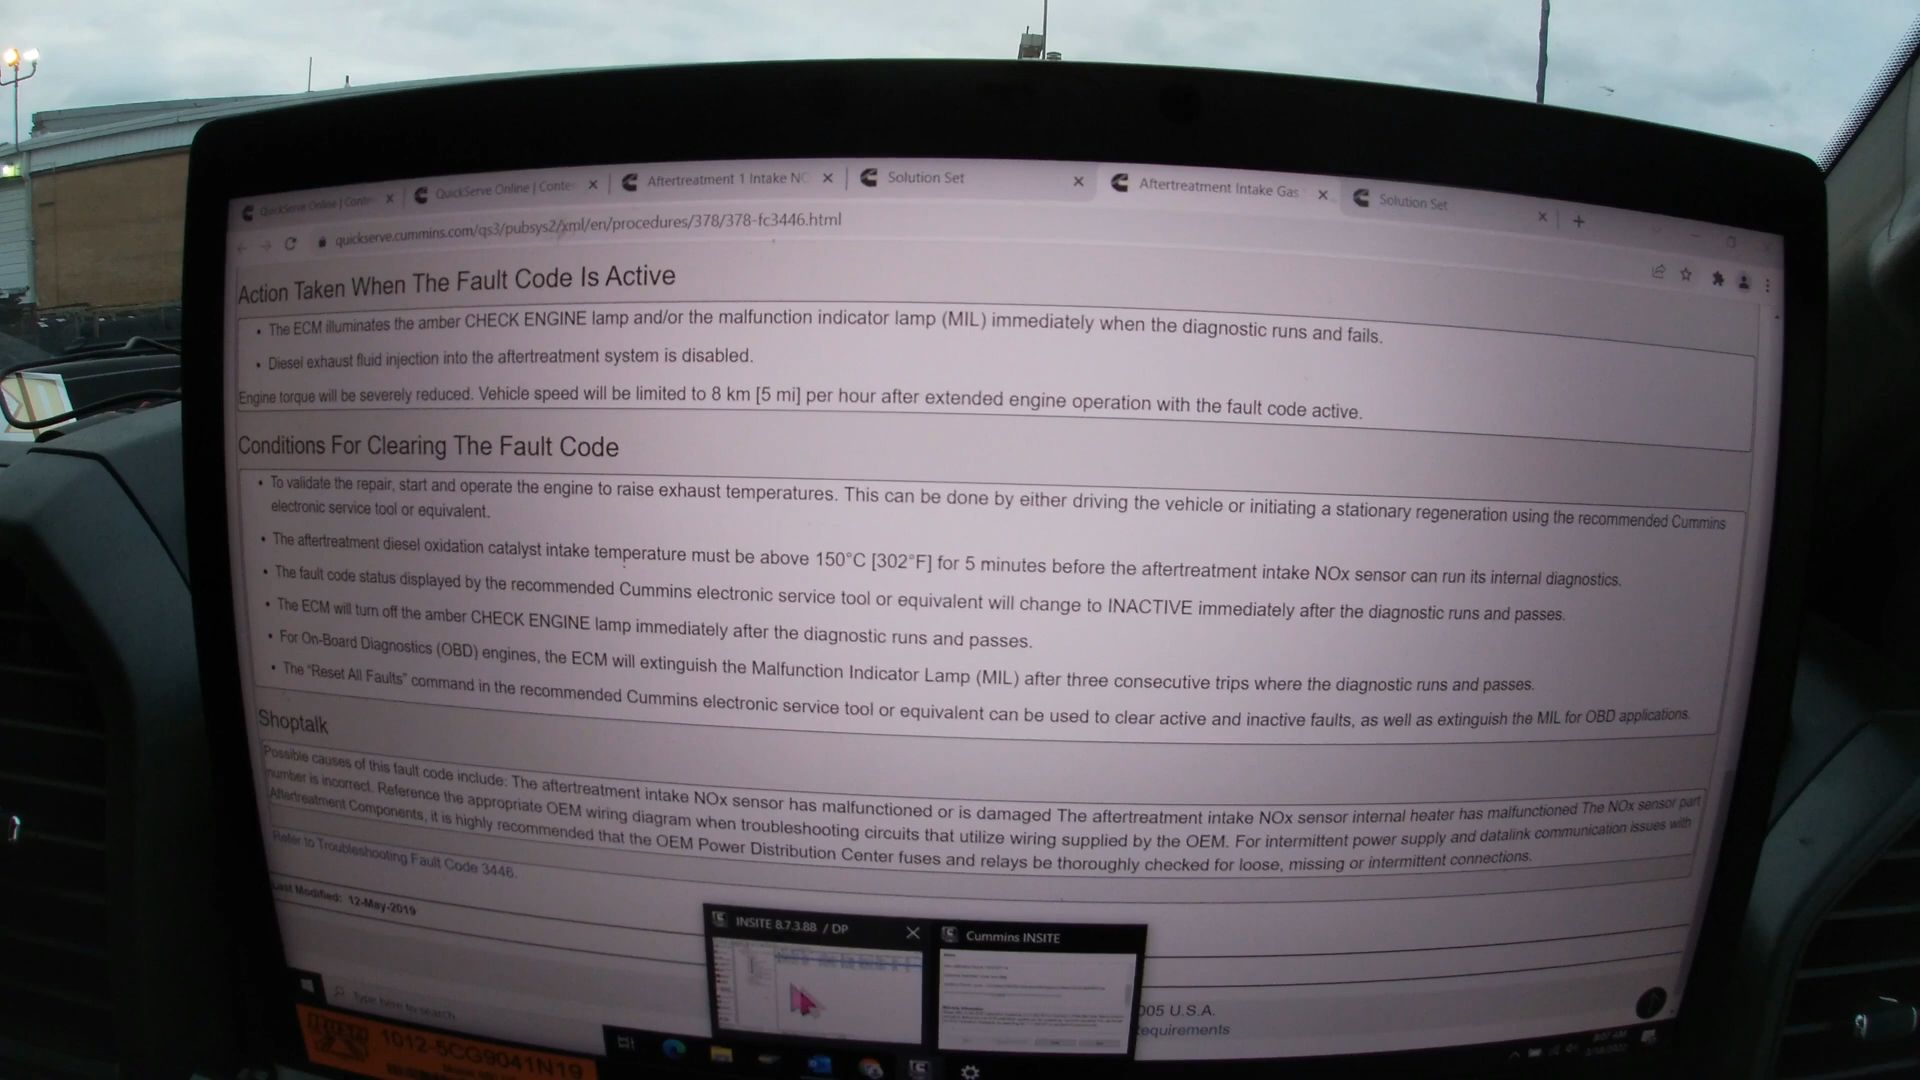 QuickServe Online | Conte
QuickServe Online | Conte
Aftertreatment 1 Intake NO
Solution Set
Aftertreatment Intake Gas
Solution Set
quickserve.cummins.com/qs3/pubsys2/xml/en/procedures/378/378-fc3446.html
Action Taken When The Fault Code Is Active
• The ECM illuminates the amber CHECK ENGINE lamp and/or the malfunction indicator lamp (MIL) immediately when the diagnostic runs and fails.
• Diesel exhaust fluid injection into the aftertreatment system is disabled.
Engine torque will be severely reduced. Vehicle speed will be limited to 8 km [5 mi] per hour after extended engine operation with the fault code active.
Conditions For Clearing The Fault Code
• To validate the repair, start and operate the engine to raise exhaust temperatures. This can be done by either driving the vehicle or initiating a stationary regeneration using the recommended Cummins
electronic service tool or equivalent.
• The aftertreatment diesel oxidation catalyst intake temperature must be above 150°C [302°F] for 5 minutes before the aftertreatment intake NOx sensor can run its internal diagnostics.
• The fault code status displayed by the recommended Cummins electronic service tool or equivalent will change to INACTIVE immediately after the diagnostic runs and passes.
• The ECM will turn off the amber CHECK ENGINE lamp immediately after the diagnostic runs and passes.
• For On-Board Diagnostics (OBD) engines, the ECM will extinguish the Malfunction Indicator Lamp (MIL) after three consecutive trips where the diagnostic runs and passes.
• The "Reset All Faults" command in the recommended Cummins electronic service tool or equivalent can be used to clear active and inactive faults, as well as extinguish the MIL for OBD applications.
Shoptalk
Possible causes of this fault code include: The aftertreatment intake NOx sensor has malfunctioned or is damaged The aftertreatment intake NOx sensor internal heater has malfunctioned The NOx sensor part
number is incorrect. Reference the appropriate OEM wiring diagram when troubleshooting circuits that utilize wiring supplied by the OEM. For intermittent power supply and datalink communication issues with
Aftertreatment Components, it is highly recommended that the OEM Power Distribution Center fuses and relays be thoroughly checked for loose, missing or intermittent connections.
Refer to Troubleshooting Fault Code 3446.
Last Modified: 12-May-2019
INSITE 8.7.3.88 / DP
Cummins INSITE
005 U.S.A.
equirements
Type here to search
1012-5CG9041N19